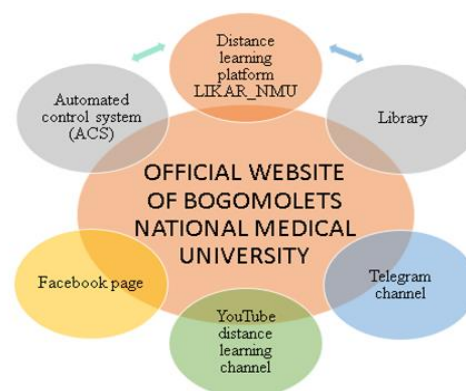 Distance
learning
platform
LIKAR_NMU
Automated
control system
(ACS)
Library
OFFICIAL WEBSITE
OF BOGOMOLETS
NATIONAL MEDICAL
UNIVERSITY
Facebook page
Telegram
channel
YouTube
distance
learning
channel